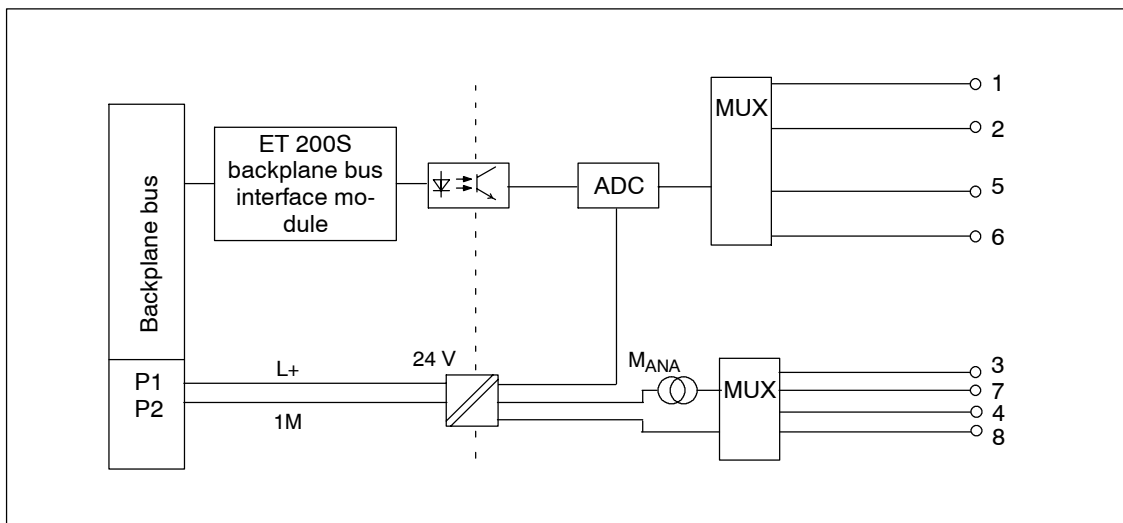 Backplane bus
ET 200S
backplane bus
interface mo-
dule
ADC
MUX
1
2
5
6
P1
P2
L+
1M
24 V
MANA
MUX
3
7
4
8